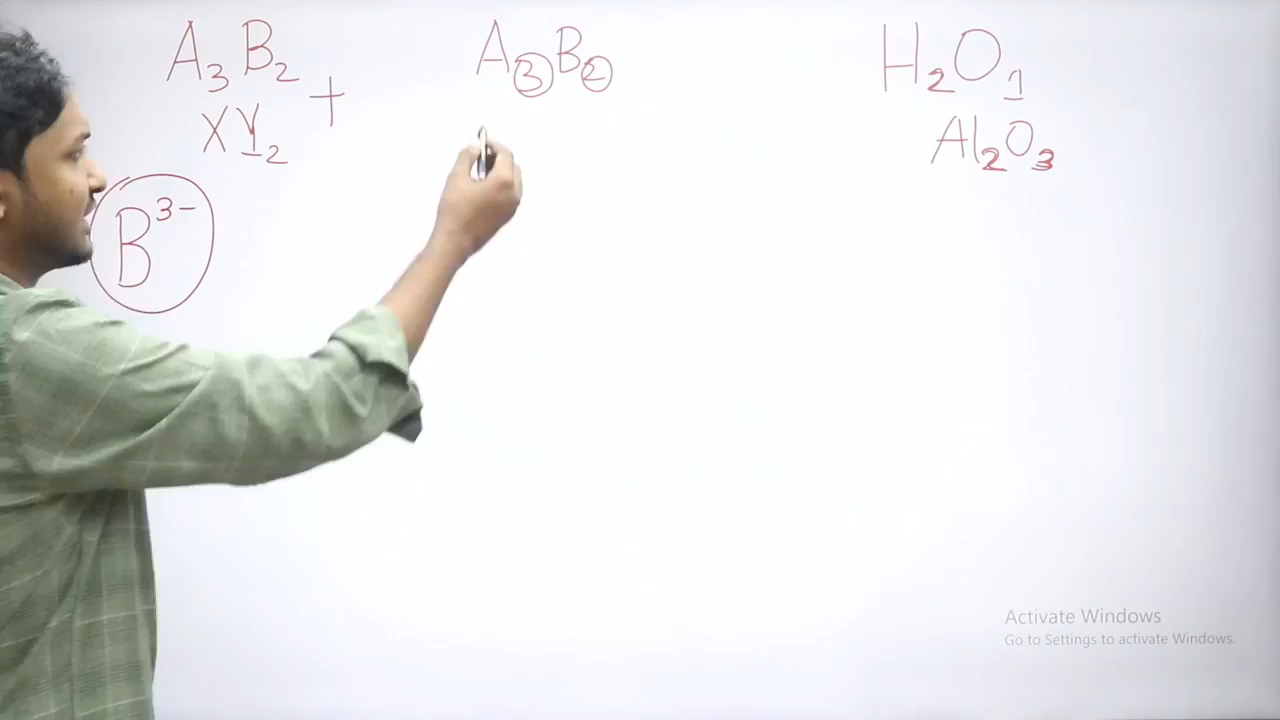 A₃B₂
XY₂ +
B³⁻
A③B②
H₂O₁
Al₂O₃
Activate Windows
Go to Settings to activate Windows.